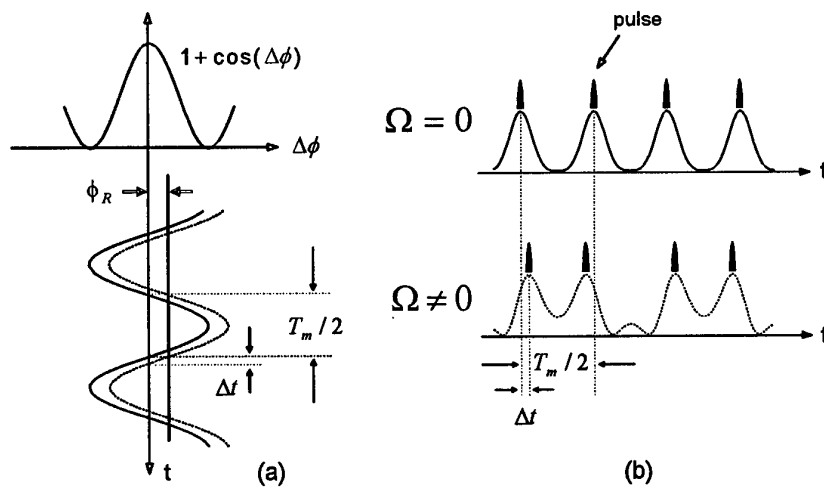 1 + cos(Δϕ)
Δϕ
ϕ_R
T_m / 2
Δt
t
(a)
pulse
Ω = 0
t
Ω ≠ 0
t
T_m / 2
Δt
(b)